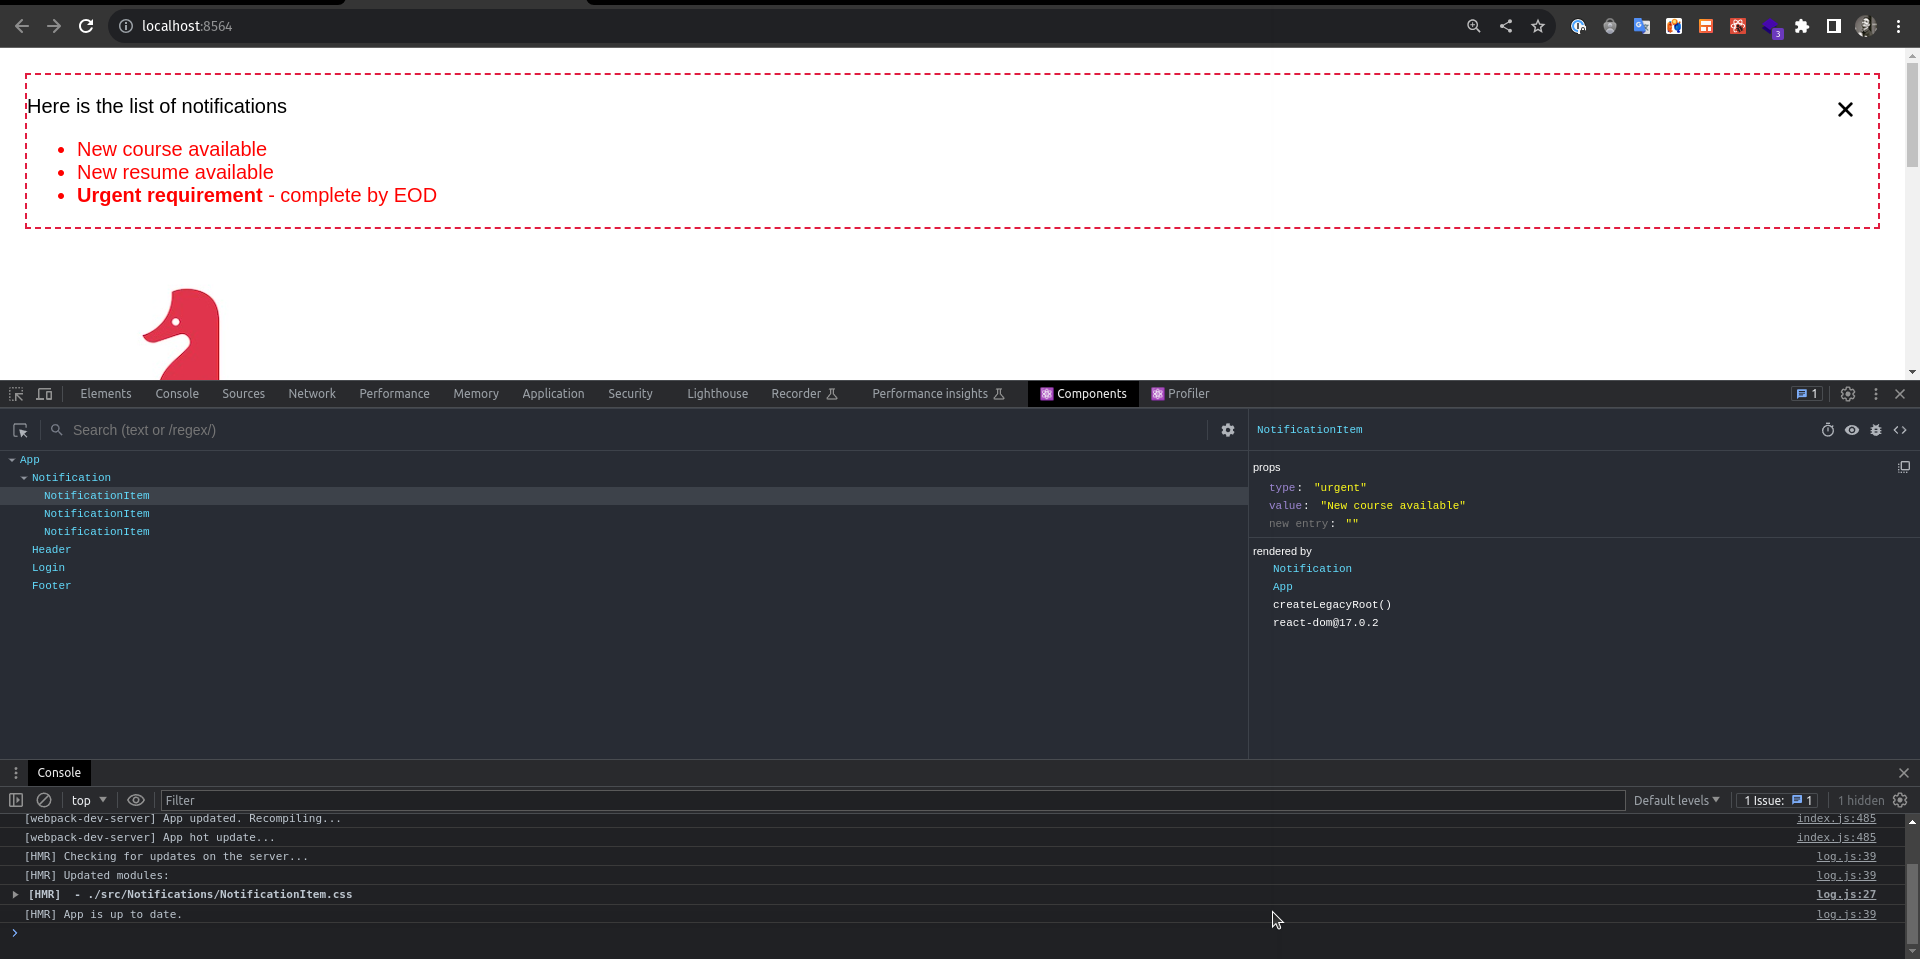 localhost:8564
3
Here is the list of notifications
New course available
New resume available
Urgent requirement - complete by EOD
Elements Console Sources Network Performance Memory Application Security Lighthouse Recorder Performance insights Components Profiler 1
Search (text or /regex/)
NotificationItem
App
Notification
NotificationItem
NotificationItem
NotificationItem
Header
Login
Footer
props
type: "urgent"
value: "New course available"
new entry: ""
rendered by
Notification
App
createLegacyRoot()
react-dom@17.0.2
Console
top Filter Default levels 1 Issue: 1 1 hidden
[webpack-dev-server] App updated. Recompiling... index.js:485
[webpack-dev-server] App hot update... index.js:485
[HMR] Checking for updates on the server... log.js:39
[HMR] Updated modules: log.js:39
[HMR]  - ./src/Notifications/NotificationItem.css log.js:27
[HMR] App is up to date. log.js:39